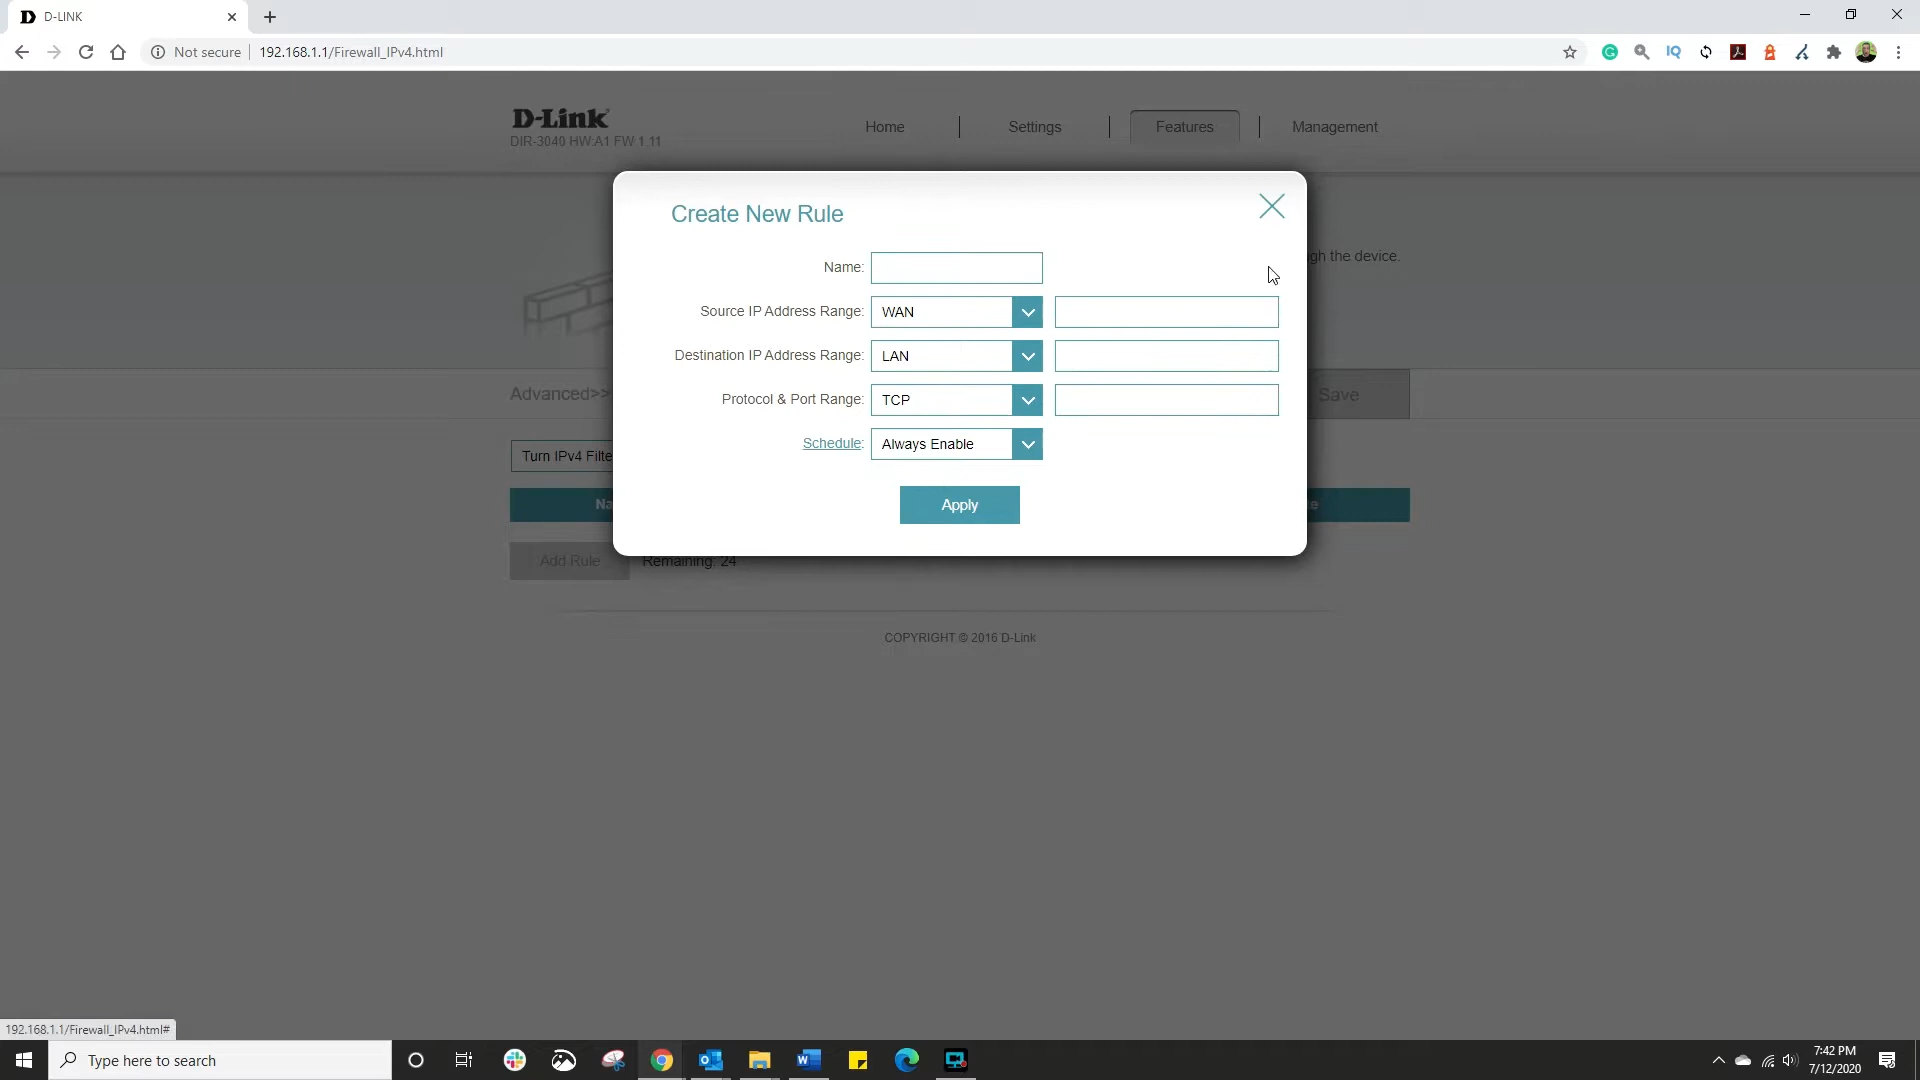 D-LINK
Not secure
192.168.1.1/Firewall_IPv4.html
IQ
D-Link
DIR-3040 HW:A1 FW:1.11
Home
Settings
Features
Management
Create New Rule
the device.
Name:
Source IP Address Range:
WAN
Destination IP Address Range:
LAN
Protocol & Port Range:
TCP
Advanced>>
Save
Schedule:
Always Enable
Turn IPv4
Apply
Add Rule
Remaining: 24
COPYRIGHT © 2016 D-Link
192.168.1.1/Firewall_IPv4.html#
Type here to search
7:42 PM
7/12/2020